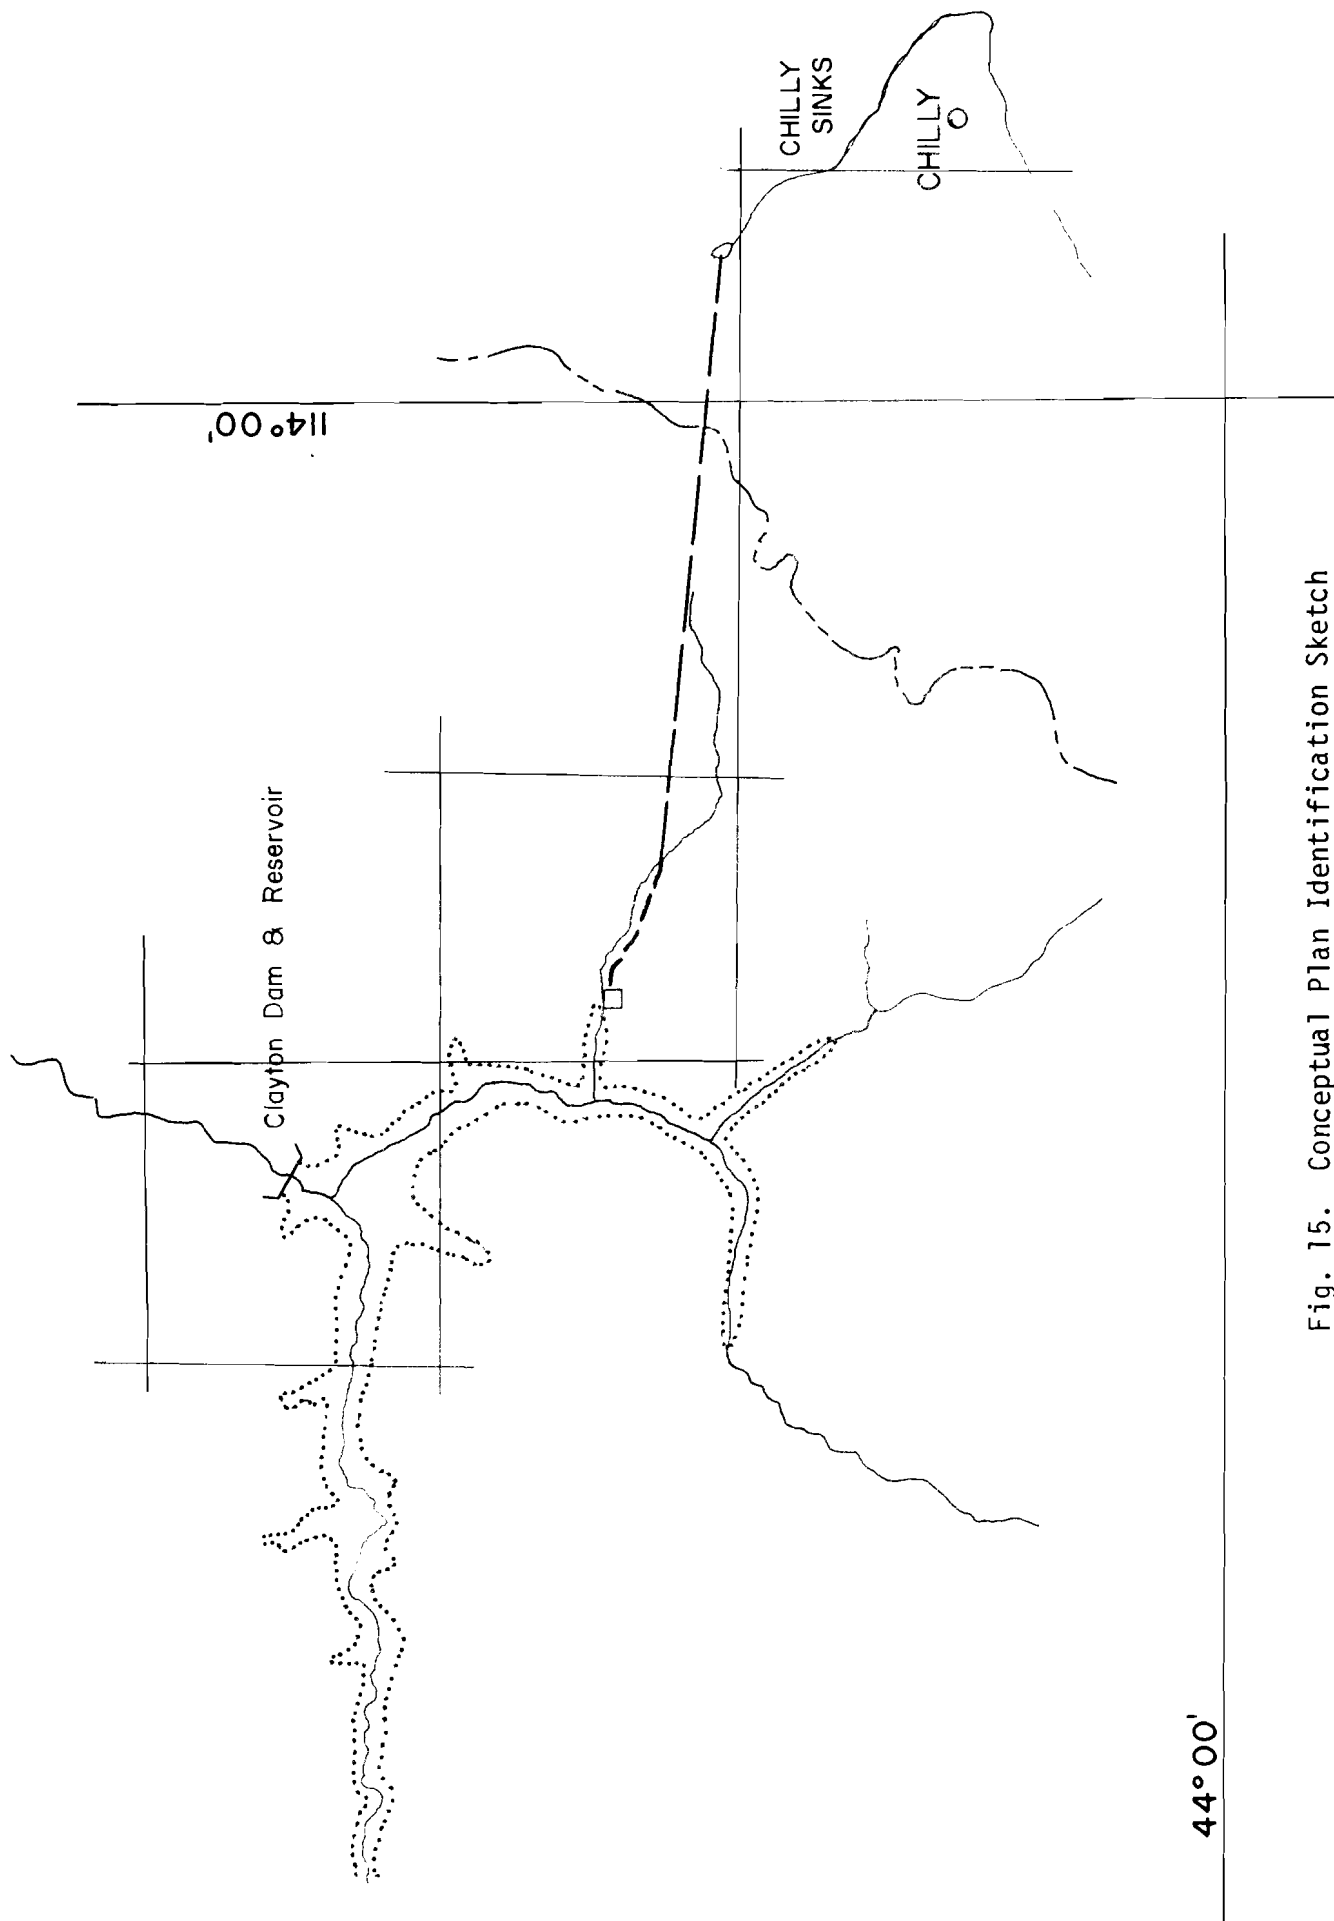 Clayton Dam & Reservoir
114°00'
CHILLY
SINKS
CHILLY
44°00'
Fig. 15. Conceptual Plan Identification Sketch